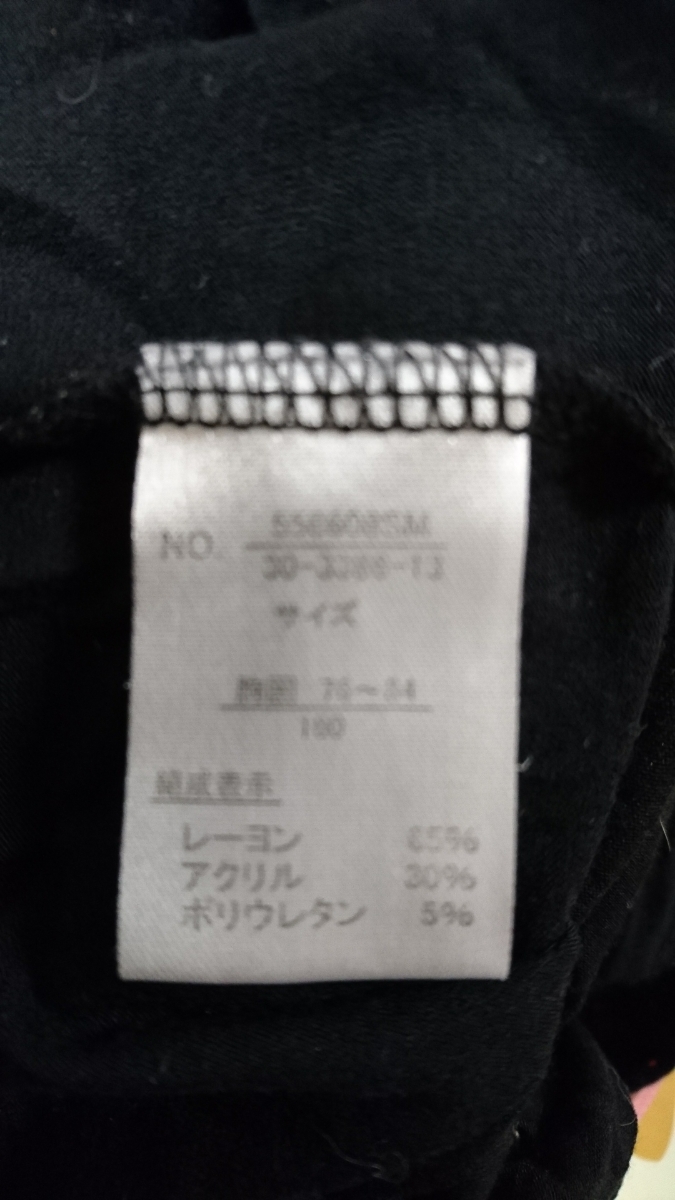 NO.
サイズ
胸囲 76~84
160
組成表示
レーヨン 65%
アクリル 30%
ポリウレタン 5%